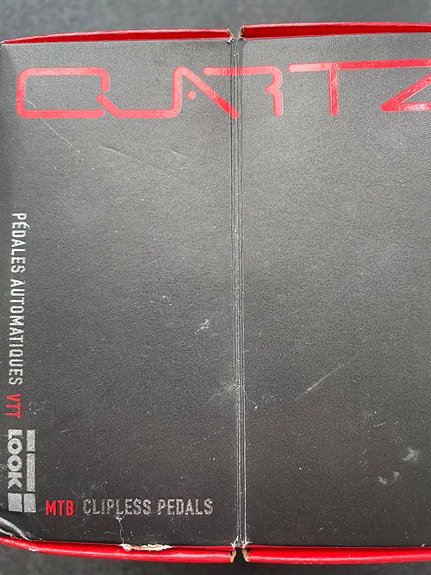 QUARTZ
PÉDALES AUTOMATIQUES VTT
LOOK
MTB CLIPLESS PEDALS